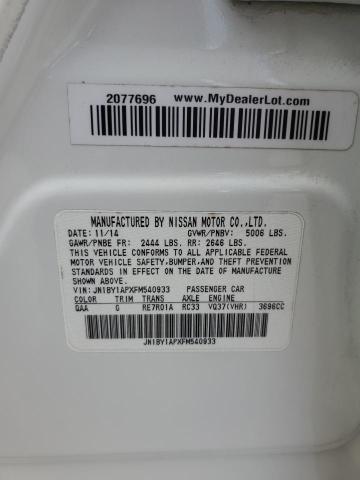 2077696 www.MyDealerLot.com
MANUFACTURED BY NISSAN MOTOR CO.,LTD.
DATE: 11/14 GVWR/PNBV: 5006 LBS.
GAWR/PNBE FR: 2444 LBS. RR: 2646 LBS.
THIS VEHICLE CONFORMS TO ALL APPLICABLE FEDERAL
MOTOR VEHICLE SAFETY,BUMPER,AND THEFT PREVENTION
STANDARDS IN EFFECT ON THE DATE OF MANUFACTURE
SHOWN ABOVE.
VIN: JN1BY1APXFM540933 PASSENGER CAR
COLOR TRIM TRANS AXLE ENGINE
QAA G RE7R01A RC33 VQ37(VHR) 3696CC
JN1BY1APXFM540933